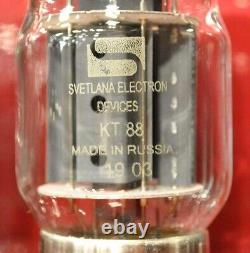 SVETLANA ELECTRON
DEVICES
KT 88
MADE IN RUSSIA
19 03